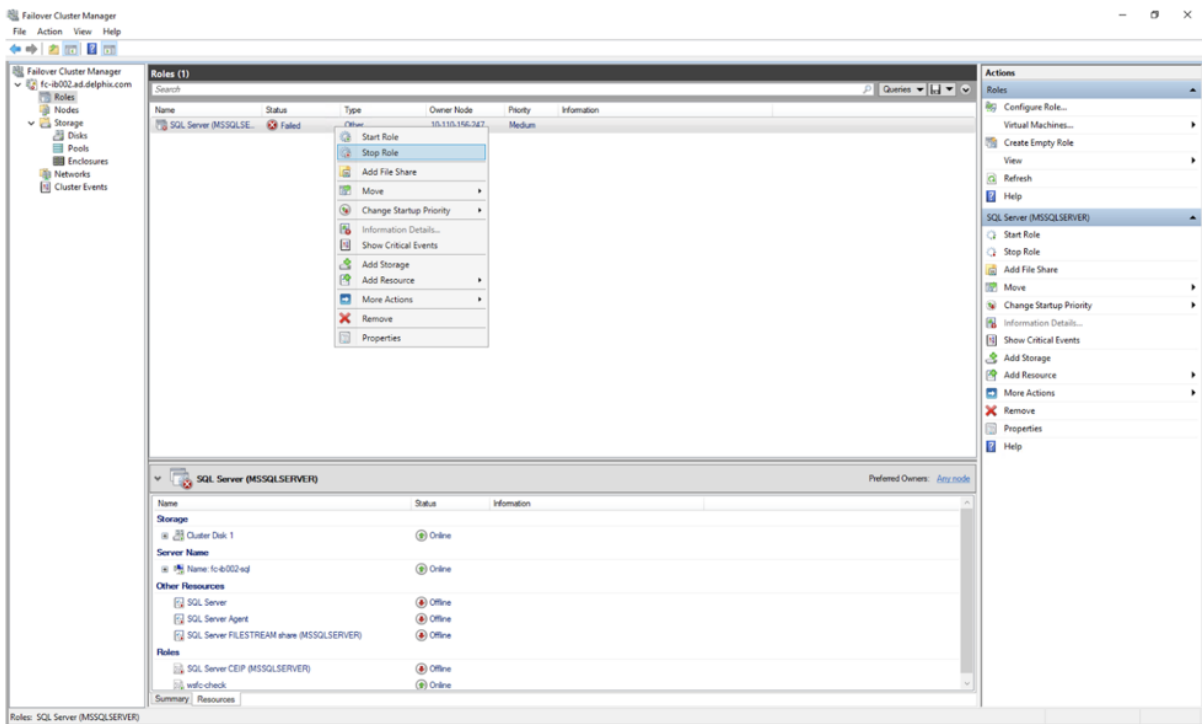 Failover Cluster Manager
File Action View Help
Failover Cluster Manager
fc-ib002.ad.delphix.com
Roles
Nodes
Storage
Disks
Pools
Enclosures
Networks
Cluster Events
Roles (1)
Search
Queries
Name Status Type Owner Node Priority Information
SQL Server (MSSQLSE... Failed Other 10-110-156-247... Medium
Start Role
Stop Role
Add File Share
Move
Change Startup Priority
Information Details...
Show Critical Events
Add Storage
Add Resource
More Actions
Remove
Properties
SQL Server (MSSQLSERVER)
Preferred Owners: Any node
Name Status Information
Storage
Cluster Disk 1 Online
Server Name
Name: fc-ib002-sql Online
Other Resources
SQL Server Offline
SQL Server Agent Offline
SQL Server FILESTREAM share (MSSQLSERVER) Offline
Roles
SQL Server CEIP (MSSQLSERVER) Offline
wsfc-check Online
Summary Resources
Actions
Roles
Configure Role...
Virtual Machines...
Create Empty Role
View
Refresh
Help
SQL Server (MSSQLSERVER)
Start Role
Stop Role
Add File Share
Move
Change Startup Priority
Information Details...
Show Critical Events
Add Storage
Add Resource
More Actions
Remove
Properties
Help
Roles: SQL Server (MSSQLSERVER)